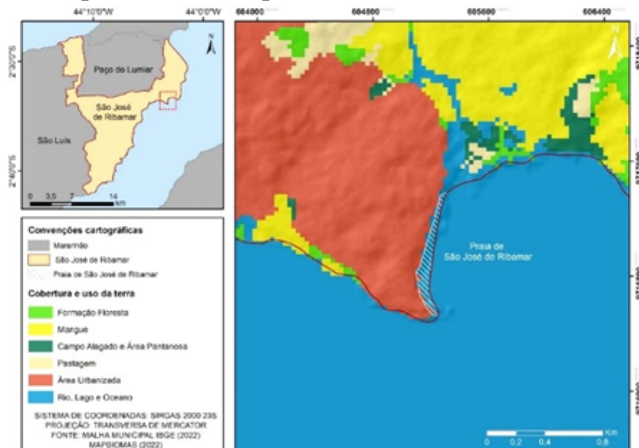 44°10'0"W 44°0'0"W
2°30'0"S
2°40'0"S
Paço do Lumiar
São José
de Ribamar
São Luís
N
0 3,5 7 14
km
Convenções cartográficas
Maranhão
São José de Ribamar
Praia de São José de Ribamar
Cobertura e uso da terra
Formação Floresta
Mangue
Campo Alagado e Área Pantanosa
Pastagem
Área Urbanizada
Rio, Lago e Oceano
SISTEMA DE COORDENADAS: SIRGAS 2000 23S
PROJEÇÃO: TRANSVERSA DE MERCATOR
FONTE: MALHA MUNICIPAL IBGE (2022)
MAPBIOMAS (2022)
604000 604800 605600 606400
N
Praia de
São José de Ribamar
Km
0 0,2 0,4 0,8